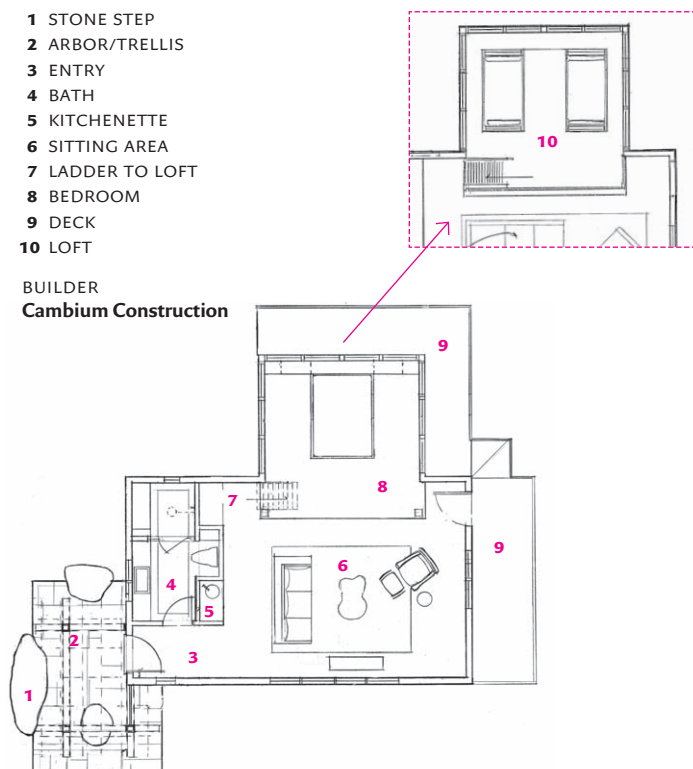 1 STONE STEP
2 ARBOR/TRELLIS
3 ENTRY
4 BATH
5 KITCHENETTE
6 SITTING AREA
7 LADDER TO LOFT
8 BEDROOM
9 DECK
10 LOFT
BUILDER
Cambium Construction
10
9
7
8
6
9
4
5
2
3
1